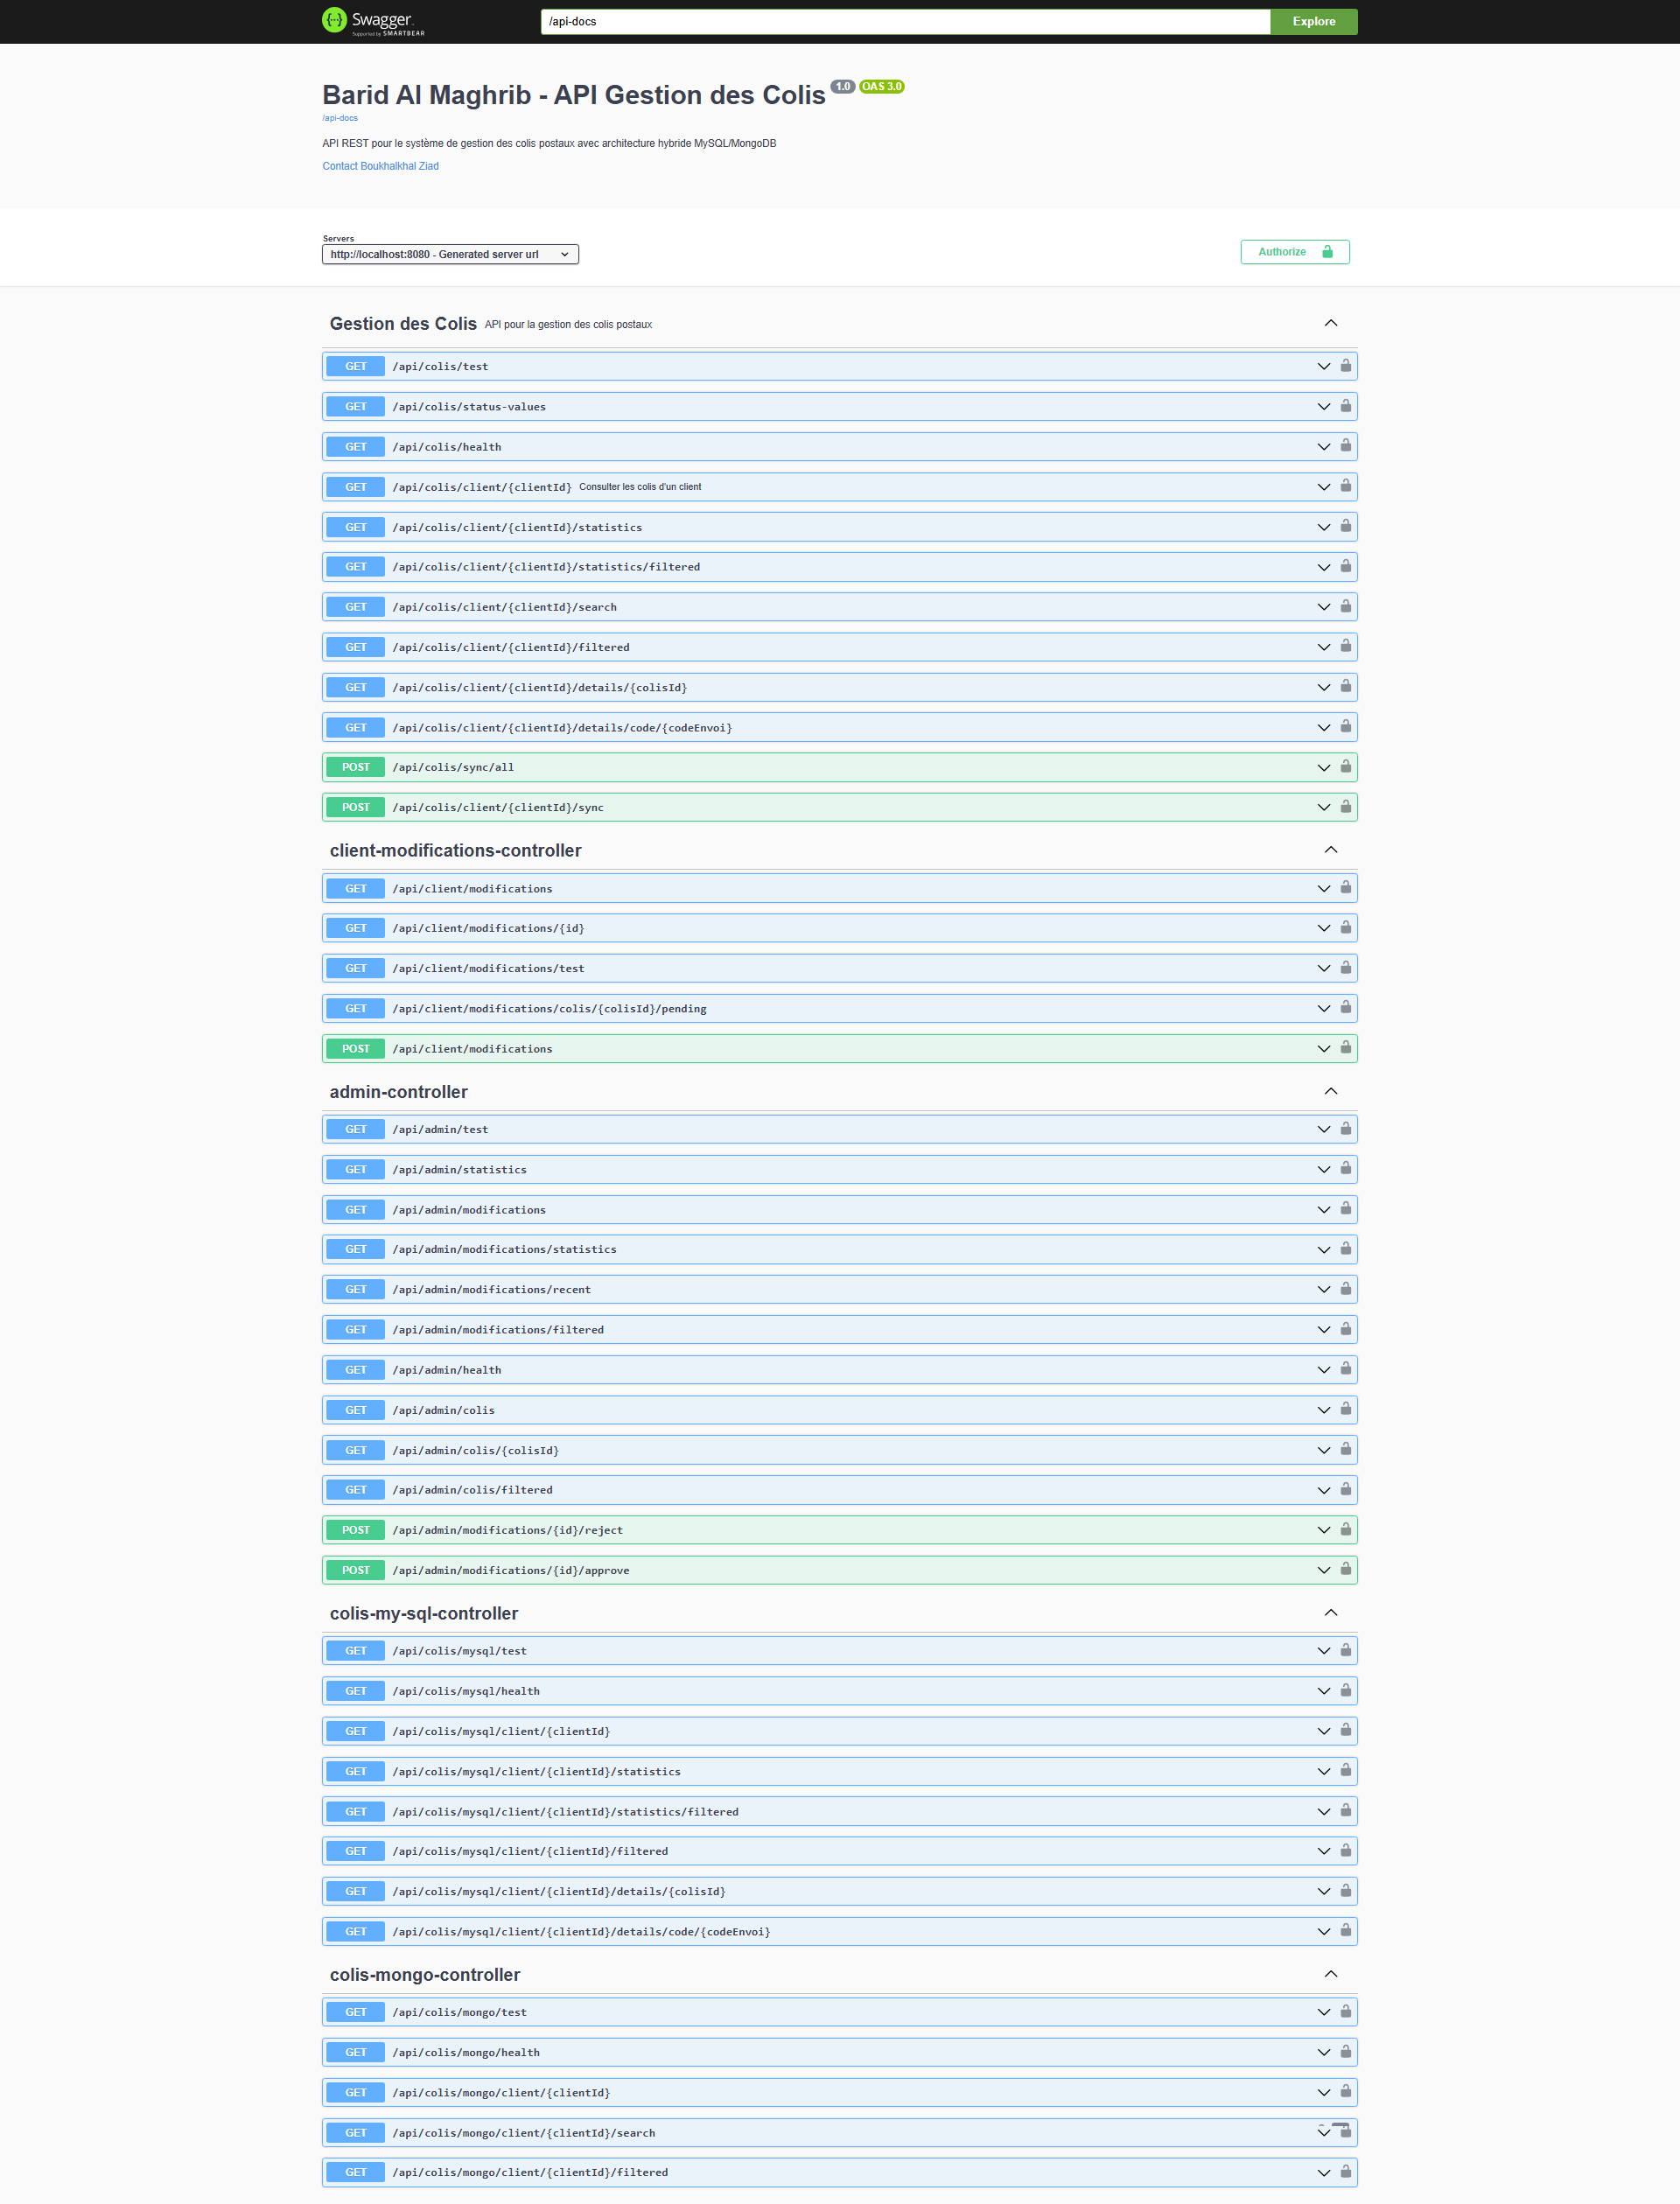 Swagger.
Supported by SMARTBEAR
/api-docs
Explore
Barid Al Maghrib - API Gestion des Colis 1.0 OAS 3.0
/api-docs
API REST pour le système de gestion des colis postaux avec architecture hybride MySQL/MongoDB
Contact Boukhalkhal Ziad
Servers
http://localhost:8080 - Generated server url
Authorize
Gestion des Colis API pour la gestion des colis postaux
GET /api/colis/test
GET /api/colis/status-values
GET /api/colis/health
GET /api/colis/client/{clientId} Consulter les colis d'un client
GET /api/colis/client/{clientId}/statistics
GET /api/colis/client/{clientId}/statistics/filtered
GET /api/colis/client/{clientId}/search
GET /api/colis/client/{clientId}/filtered
GET /api/colis/client/{clientId}/details/{colisId}
GET /api/colis/client/{clientId}/details/code/{codeEnvoi}
POST /api/colis/sync/all
POST /api/colis/client/{clientId}/sync
client-modifications-controller
GET /api/client/modifications
GET /api/client/modifications/{id}
GET /api/client/modifications/test
GET /api/client/modifications/colis/{colisId}/pending
POST /api/client/modifications
admin-controller
GET /api/admin/test
GET /api/admin/statistics
GET /api/admin/modifications
GET /api/admin/modifications/statistics
GET /api/admin/modifications/recent
GET /api/admin/modifications/filtered
GET /api/admin/health
GET /api/admin/colis
GET /api/admin/colis/{colisId}
GET /api/admin/colis/filtered
POST /api/admin/modifications/{id}/reject
POST /api/admin/modifications/{id}/approve
colis-my-sql-controller
GET /api/colis/mysql/test
GET /api/colis/mysql/health
GET /api/colis/mysql/client/{clientId}
GET /api/colis/mysql/client/{clientId}/statistics
GET /api/colis/mysql/client/{clientId}/statistics/filtered
GET /api/colis/mysql/client/{clientId}/filtered
GET /api/colis/mysql/client/{clientId}/details/{colisId}
GET /api/colis/mysql/client/{clientId}/details/code/{codeEnvoi}
colis-mongo-controller
GET /api/colis/mongo/test
GET /api/colis/mongo/health
GET /api/colis/mongo/client/{clientId}
GET /api/colis/mongo/client/{clientId}/search
GET /api/colis/mongo/client/{clientId}/filtered